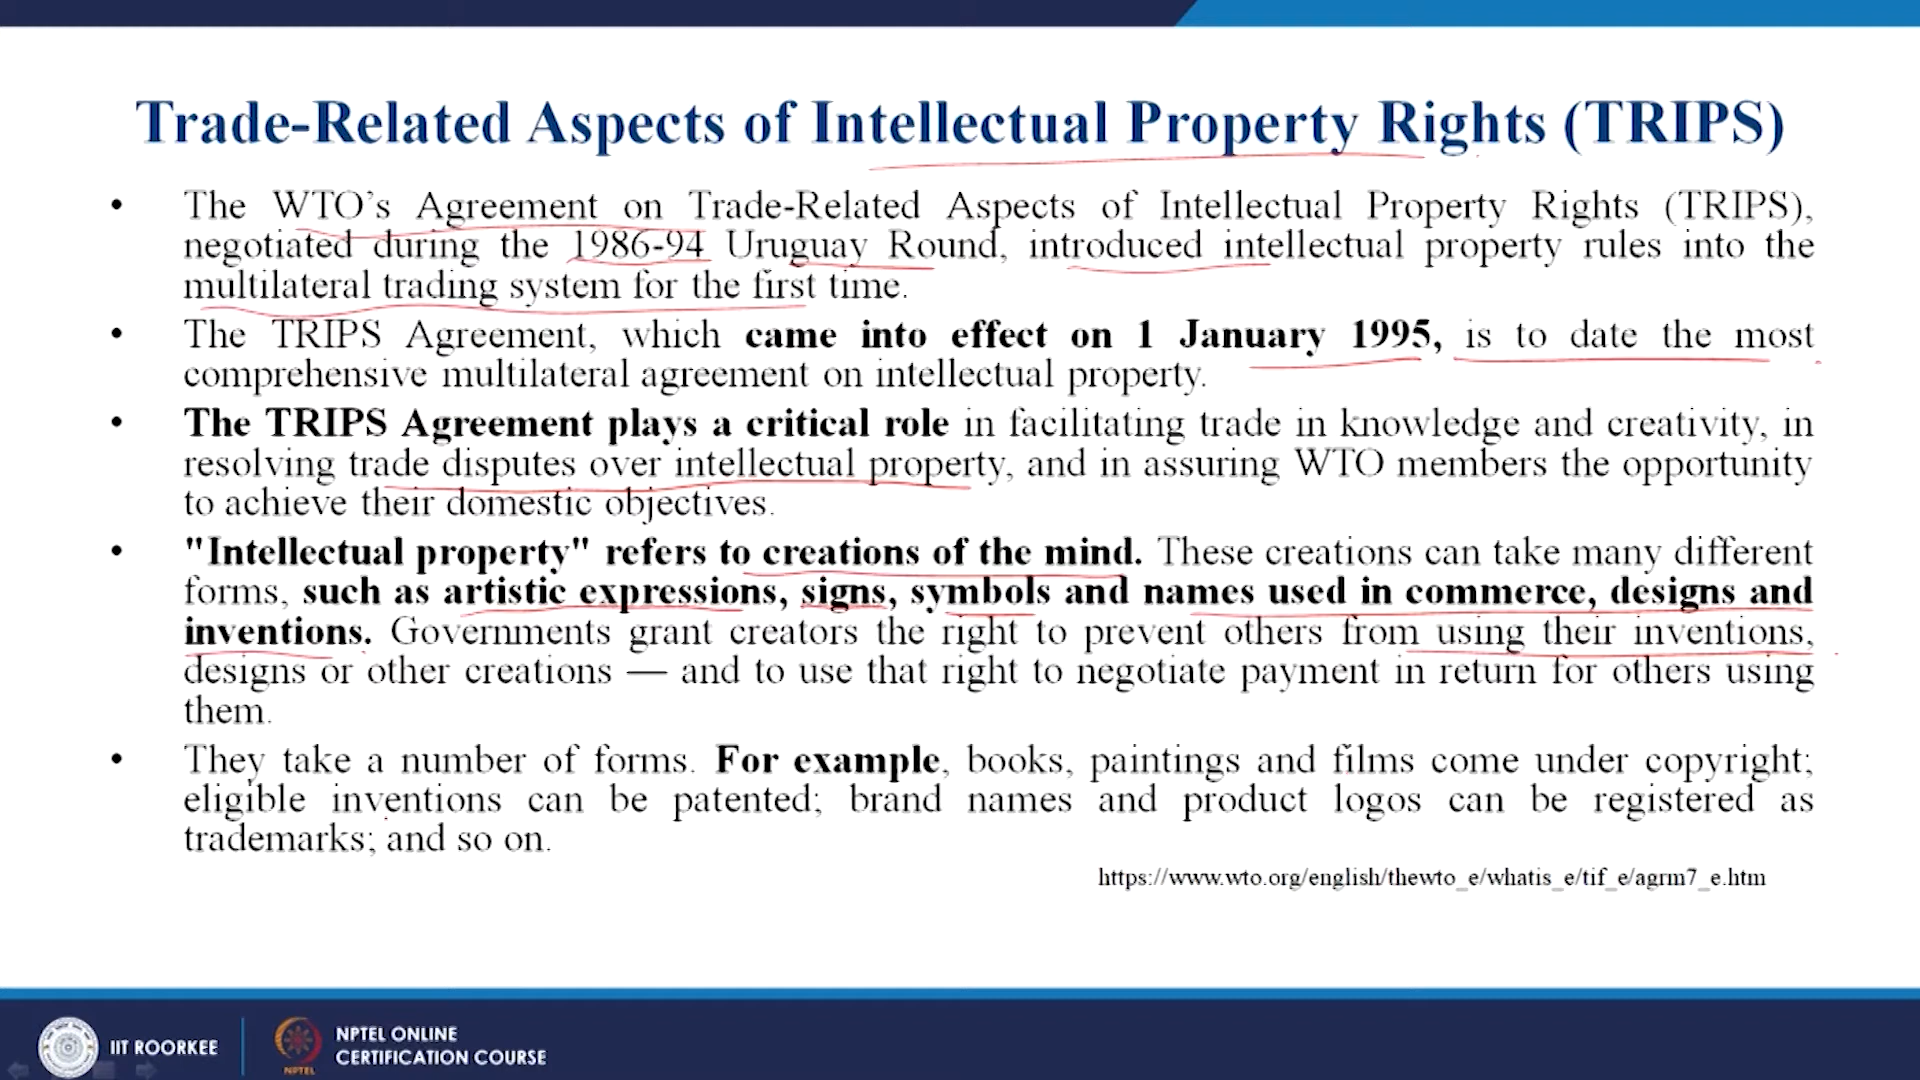 Trade-Related Aspects of Intellectual Property Rights (TRIPS)
• The WTO’s Agreement on Trade-Related Aspects of Intellectual Property Rights (TRIPS),
negotiated during the 1986-94 Uruguay Round, introduced intellectual property rules into the
multilateral trading system for the first time.
• The TRIPS Agreement, which came into effect on 1 January 1995, is to date the most
comprehensive multilateral agreement on intellectual property.
• The TRIPS Agreement plays a critical role in facilitating trade in knowledge and creativity, in
resolving trade disputes over intellectual property, and in assuring WTO members the opportunity
to achieve their domestic objectives.
• "Intellectual property" refers to creations of the mind. These creations can take many different
forms, such as artistic expressions, signs, symbols and names used in commerce, designs and
inventions. Governments grant creators the right to prevent others from using their inventions,
designs or other creations — and to use that right to negotiate payment in return for others using
them.
• They take a number of forms. For example, books, paintings and films come under copyright;
eligible inventions can be patented; brand names and product logos can be registered as
trademarks; and so on.
https://www.wto.org/english/thewto_e/whatis_e/tif_e/agrm7_e.htm
IIT ROORKEE
NPTEL
NPTEL ONLINE
CERTIFICATION COURSE